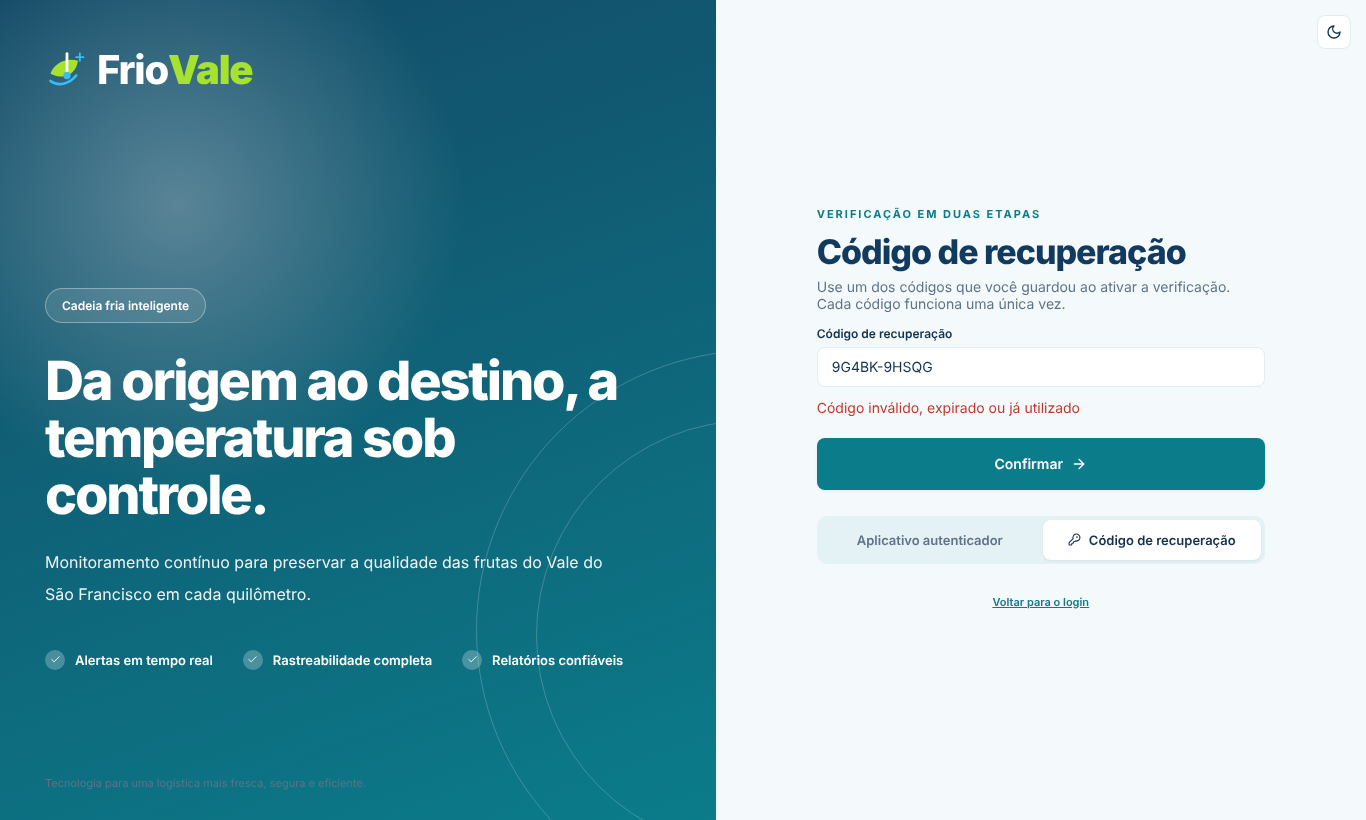 FrioVale
Cadeia fria inteligente
Da origem ao destino, a
temperatura sob
controle.
Monitoramento contínuo para preservar a qualidade das frutas do Vale do
São Francisco em cada quilômetro.
Alertas em tempo real
Rastreabilidade completa
Relatórios confiáveis
Tecnologia para uma logística mais fresca, segura e eficiente.
VERIFICAÇÃO EM DUAS ETAPAS
Código de recuperação
Use um dos códigos que você guardou ao ativar a verificação.
Cada código funciona uma única vez.
Código de recuperação
9G4BK-9HSQG
Código inválido, expirado ou já utilizado
Confirmar
Aplicativo autenticador
Código de recuperação
Voltar para o login